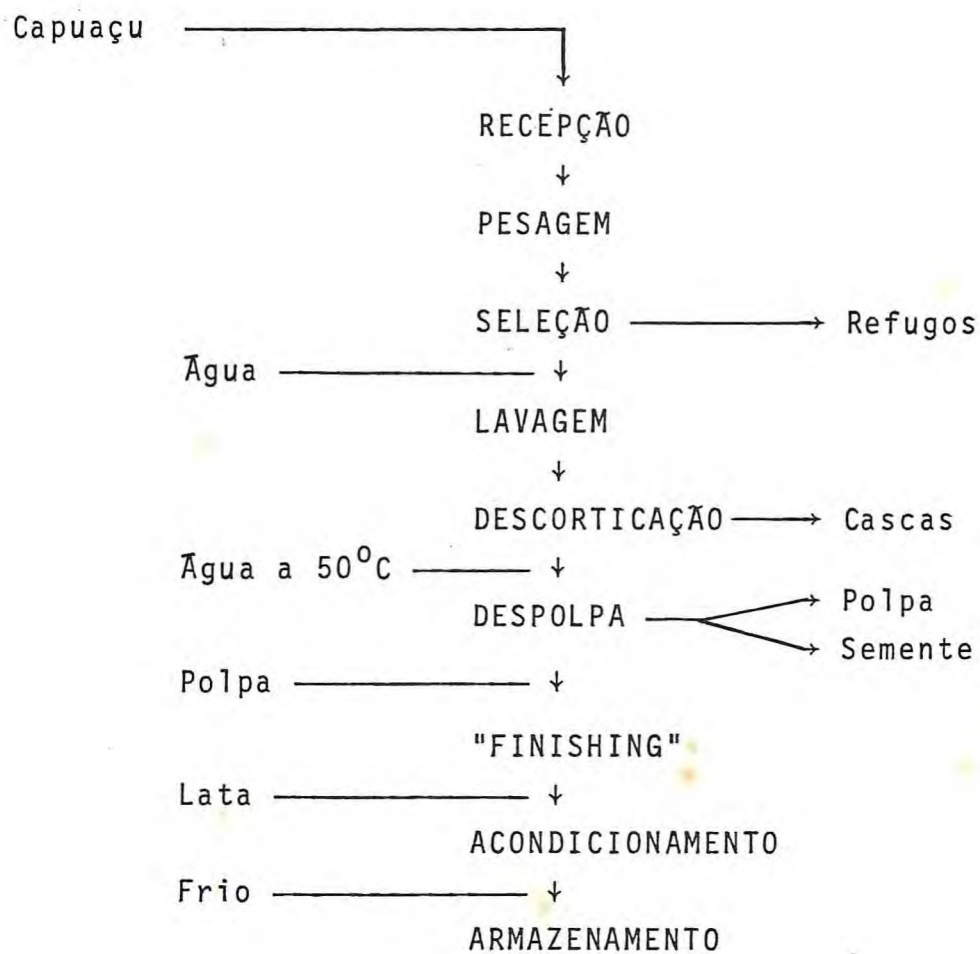 Capuaçu
RECEPÇÃO
PESAGEM
SELEÇÃO Refugos
Água
LAVAGEM
DESCORTICAÇÃO Cascas
Água a 50ºC
DESPOLPA Polpa
Semente
Polpa
"FINISHING"
Lata
ACONDICIONAMENTO
Frio
ARMAZENAMENTO